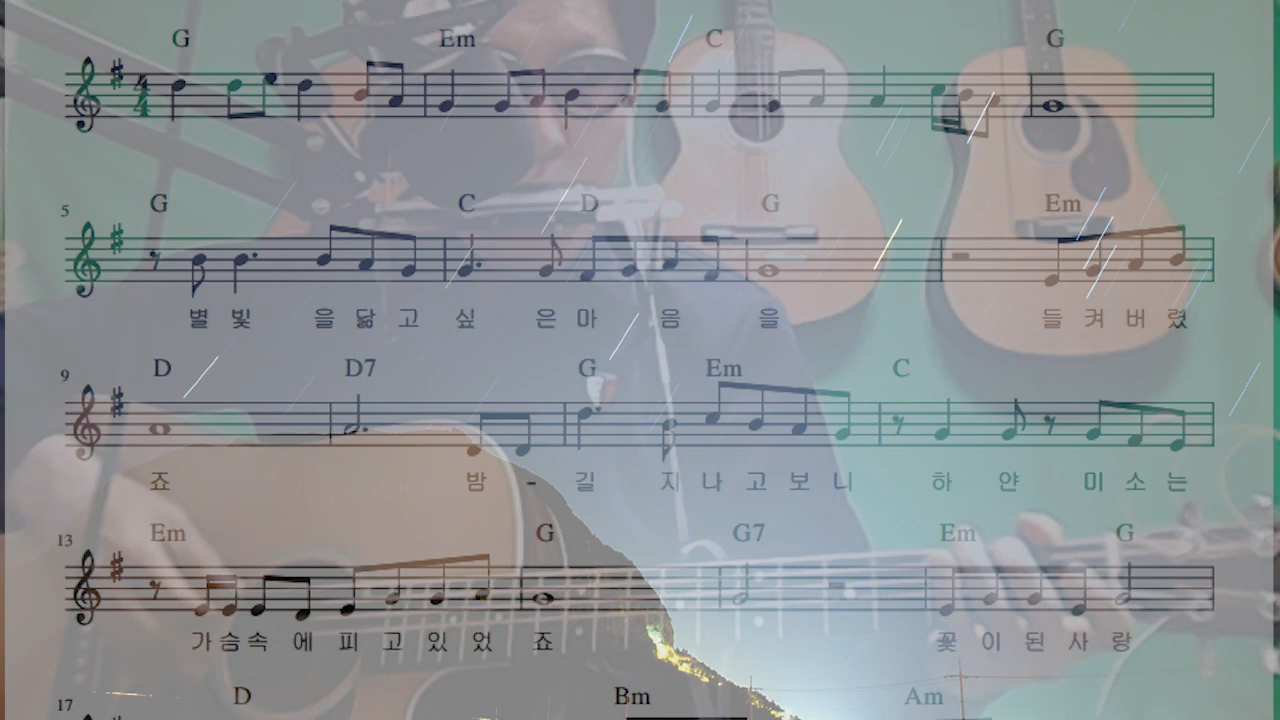 G Em C G
4 4
G C D G Em
5
별 빛 을 닮 고 싶 은 마 음 을 들 켜 버 렸
D D7 G Em C
9
죠 밤 - 길 지 나 고 보 니 하 얀 미 소 는
Em G G7 Em G
13
가 슴 속 에 피 고 있 었 죠 꽃 이 된 사 랑
D Bm Am
17